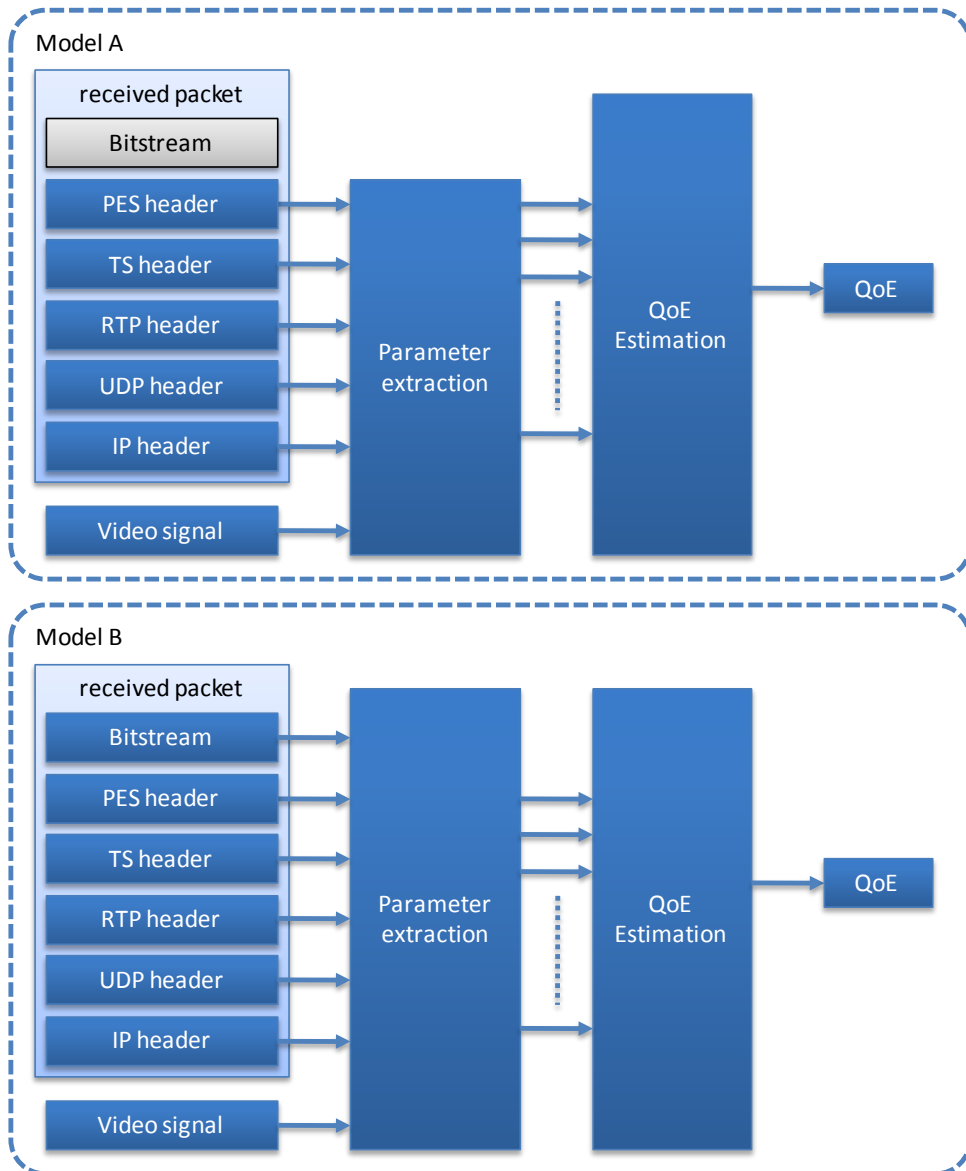 Model A
received packet
Bitstream
PES header
TS header
RTP header
UDP header
IP header
Video signal
Parameter
extraction
QoE
Estimation
QoE
Model B
received packet
Bitstream
PES header
TS header
RTP header
UDP header
IP header
Video signal
Parameter
extraction
QoE
Estimation
QoE